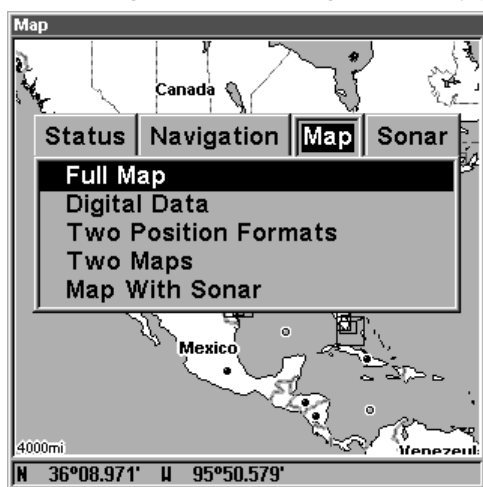 Map
Canada
Status Navigation Map Sonar
Full Map
Digital Data
Two Position Formats
Two Maps
Map With Sonar
Mexico
4000mi
Venezuel
N 36°08.971' W 95°50.579'